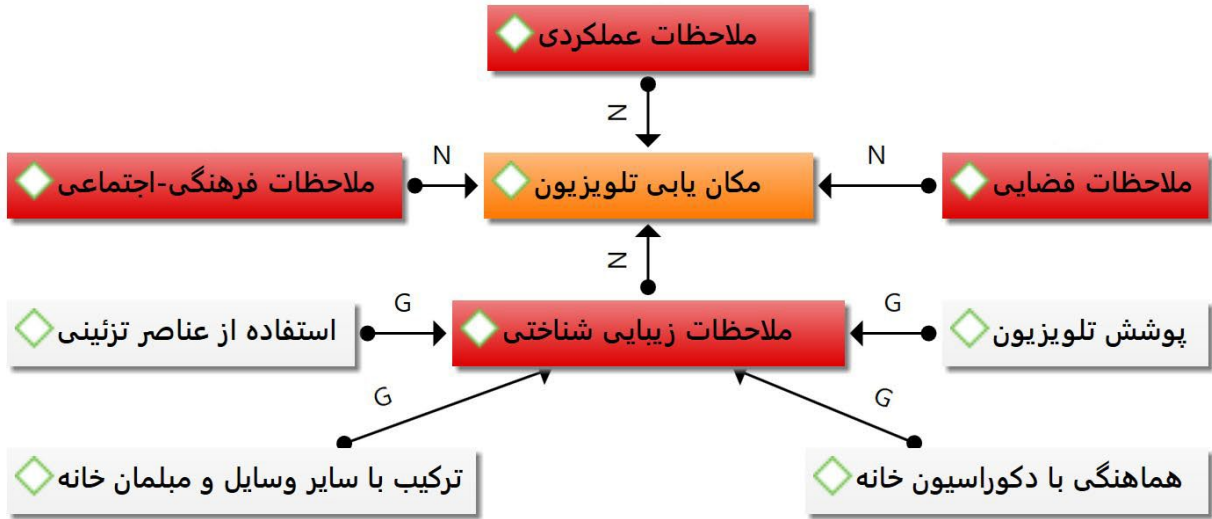 ملاحظات عملکردی
N
ملاحظات فضایی
N
مکان یابی تلویزیون
N
ملاحظات فرهنگی-اجتماعی
N
پوشش تلویزیون
G
ملاحظات زیبایی شناختی
G
استفاده از عناصر تزئینی
G
G
هماهنگی با دکوراسیون خانه
ترکیب با سایر وسایل و مبلمان خانه